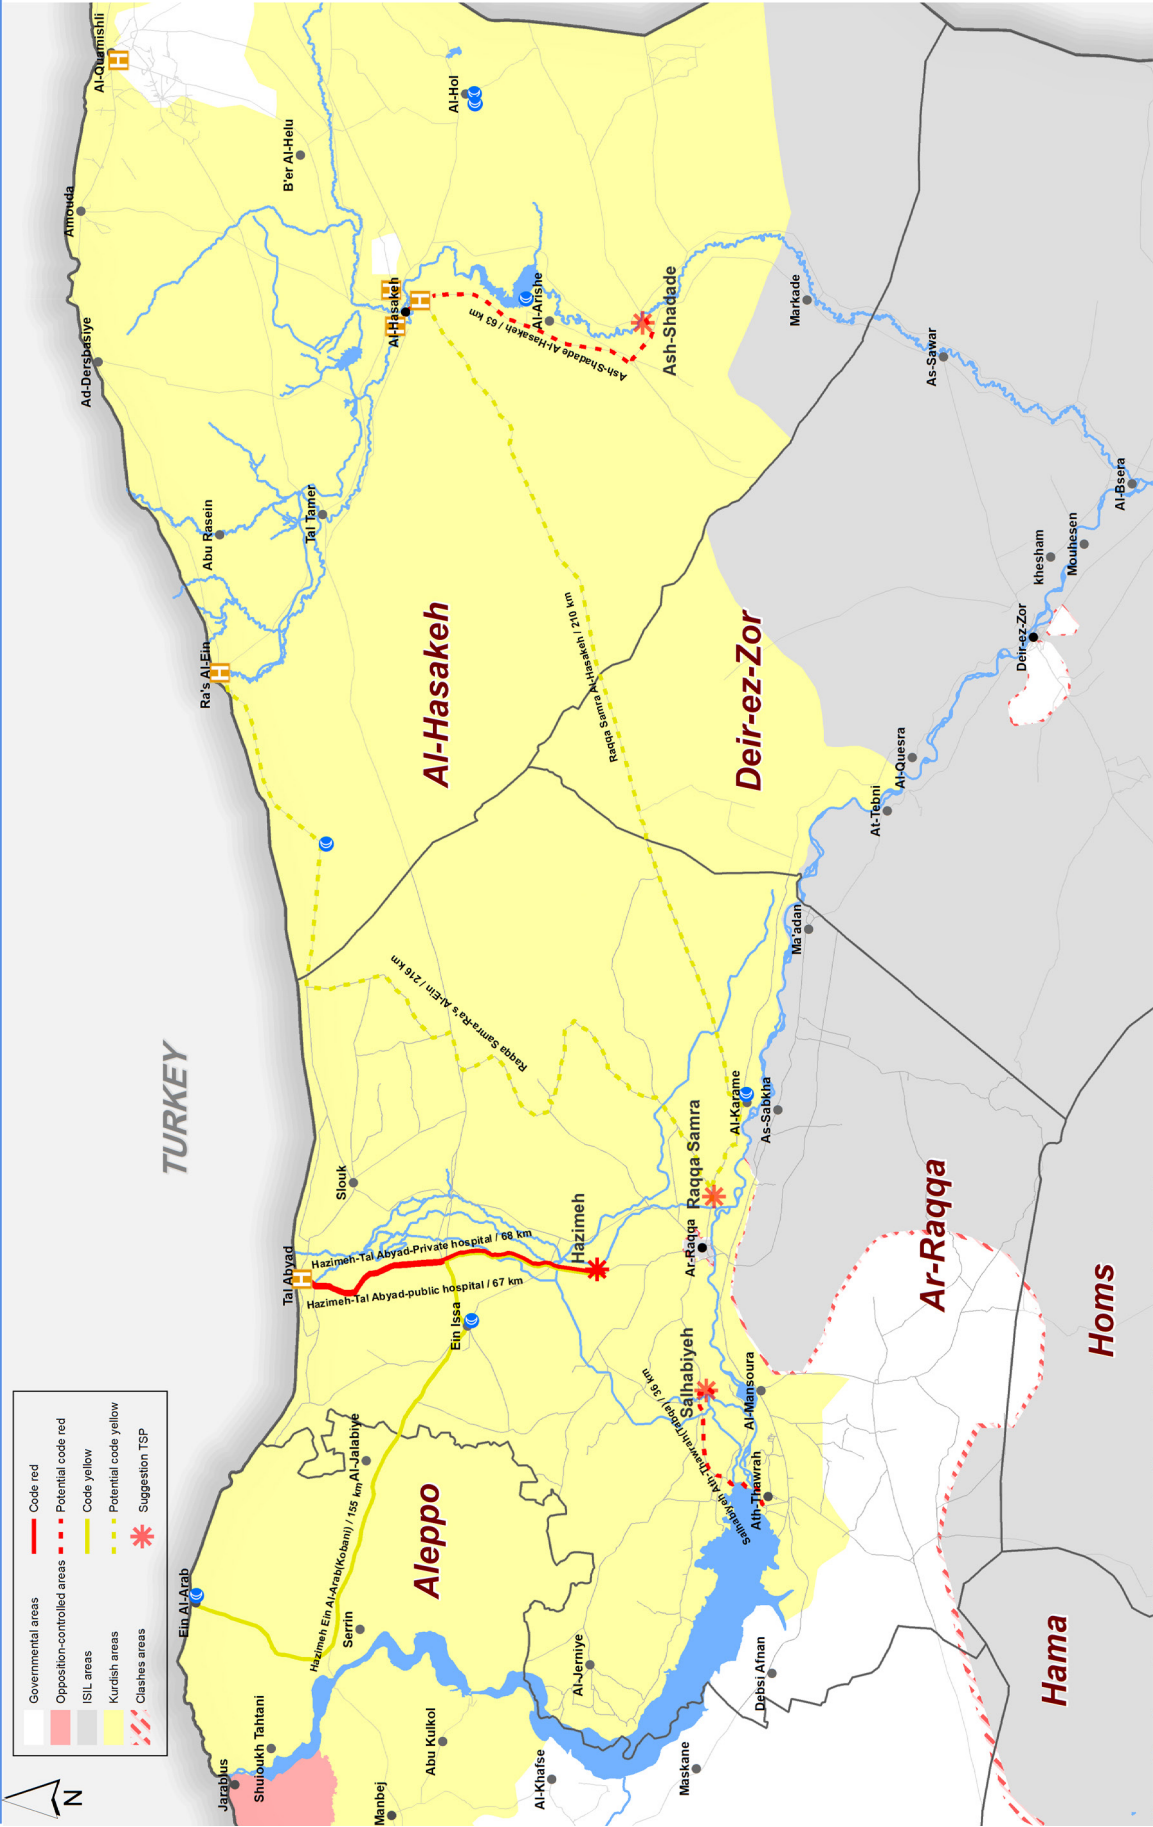 N
Governmental areas
Opposition-controlled areas
ISIL areas
Kurdish areas
Clashes areas
Code red
Potential code red
Code yellow
Potential code yellow
Suggestion TSP
TURKEY
Jarablus
Shuioukh Tahtani
Ein Al-Arab
Tal Abyad
Slouk
Ra's Al-Ein
Abu Rasein
Tal Tamer
Ad-Dersbasiye
Amouda
Al-Quamishli
B'er Al-Helu
Al-Hol
Al-Hasakeh
Al-Arishe
Ash-Shadade
Ash-Shadade Al-Hasakeh / 63 km
Manbej
Abu Kulkol
Serrin
Al-Jalabiye
Hazimeh Ein Al-Arab(Kobani) / 155 km
Ein Issa
Hazimeh-Tal Abyad-Private hospital / 68 km
Hazimeh-Tal Abyad-public hospital / 67 km
Hazimeh
Raqqa Samra-Ra's Al-Ein / 216 km
Raqqa Samra Al-Hasakeh / 210 km
Aleppo
Al-Hasakeh
Al-Khafse
Al-Jerniye
Maskane
Debsi Afnan
Ath-Thawrah
Salhabiyeh Ath-Thawrah(Tabqa) / 36 km
Salhabiyeh
Al-Mansoura
Ar-Raqqa
Raqqa Samra
Al-Karame
As-Sabkha
Ma'adan
At-Tebni
Al-Quesra
Deir-ez-Zor
Deir-ez-Zor
khesham
Mouhesen
Al-Bsera
As-Sawar
Markade
Ar-Raqqa
Homs
Hama
H
H
H
H
H
H